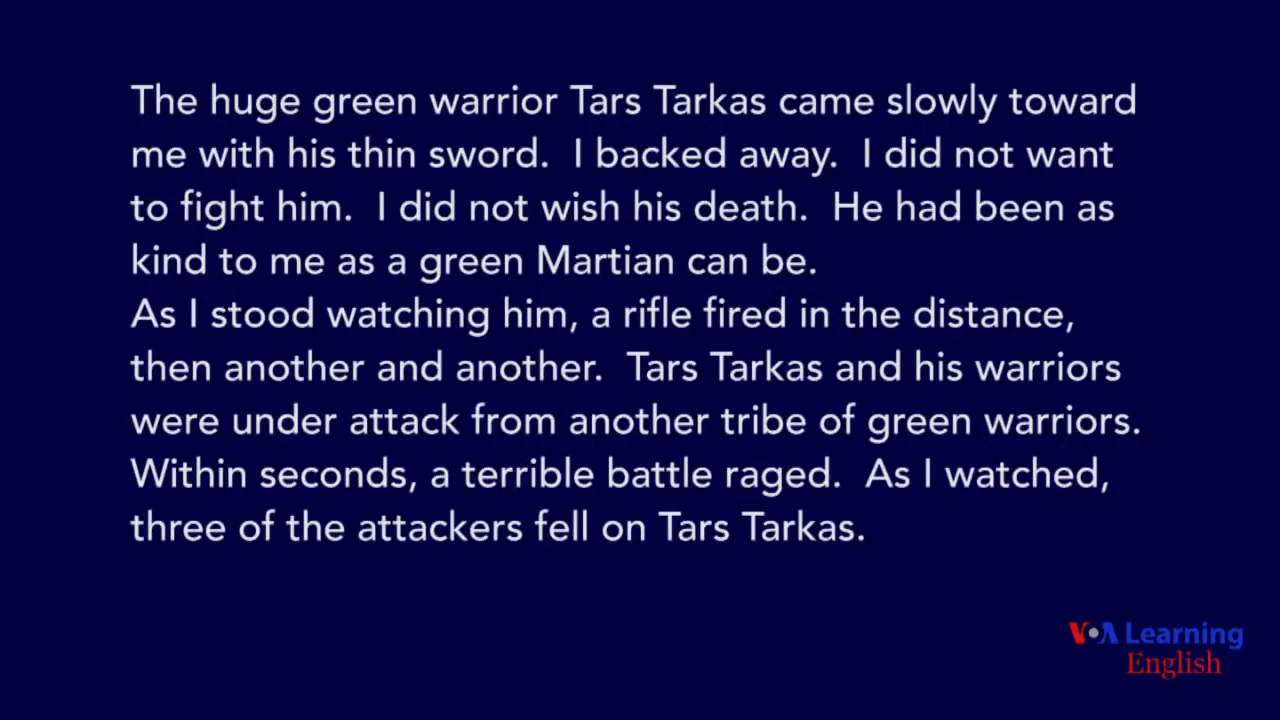 The huge green warrior Tars Tarkas came slowly toward
me with his thin sword.  I backed away.  I did not want
to fight him.  I did not wish his death.  He had been as
kind to me as a green Martian can be.
As I stood watching him, a rifle fired in the distance,
then another and another.  Tars Tarkas and his warriors
were under attack from another tribe of green warriors.
Within seconds, a terrible battle raged.  As I watched,
three of the attackers fell on Tars Tarkas.
VOA Learning
English